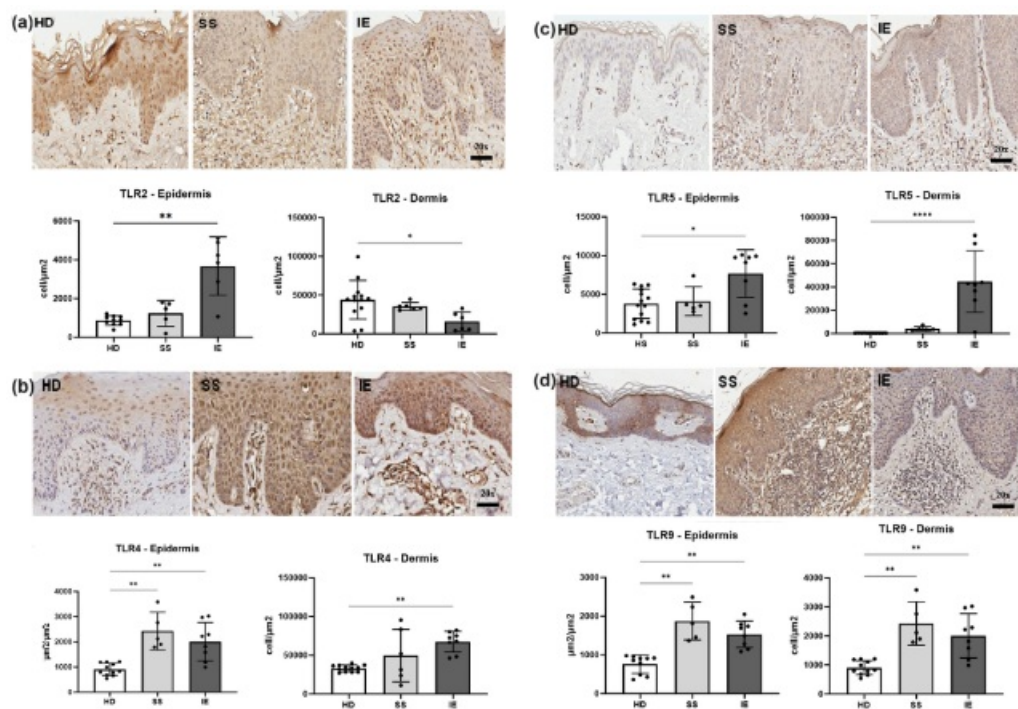 (a) HD SS IE
20x
TLR2 - Epidermis
cell/µm2
6000
4000
2000
0
**
HD SS IE
TLR2 - Dermis
cell/µm2
150000
100000
50000
0
*
HD SS IE
(b) HD SS IE
20x
TLR4 - Epidermis
µm2/µm2
4000
3000
2000
1000
0
**
**
HD SS IE
TLR4 - Dermis
cell/µm2
150000
100000
50000
0
**
HD SS IE
(c) HD SS IE
20x
TLR5 - Epidermis
cell/µm2
15000
10000
5000
0
*
HS SS IE
TLR5 - Dermis
cell/µm2
100000
80000
60000
40000
20000
0
****
HD SS IE
(d) HD SS IE
20x
TLR9 - Epidermis
µm2/µm2
3000
2000
1000
0
**
**
HD SS IE
TLR9 - Dermis
cell/µm2
4000
3000
2000
1000
0
**
**
HD SS IE